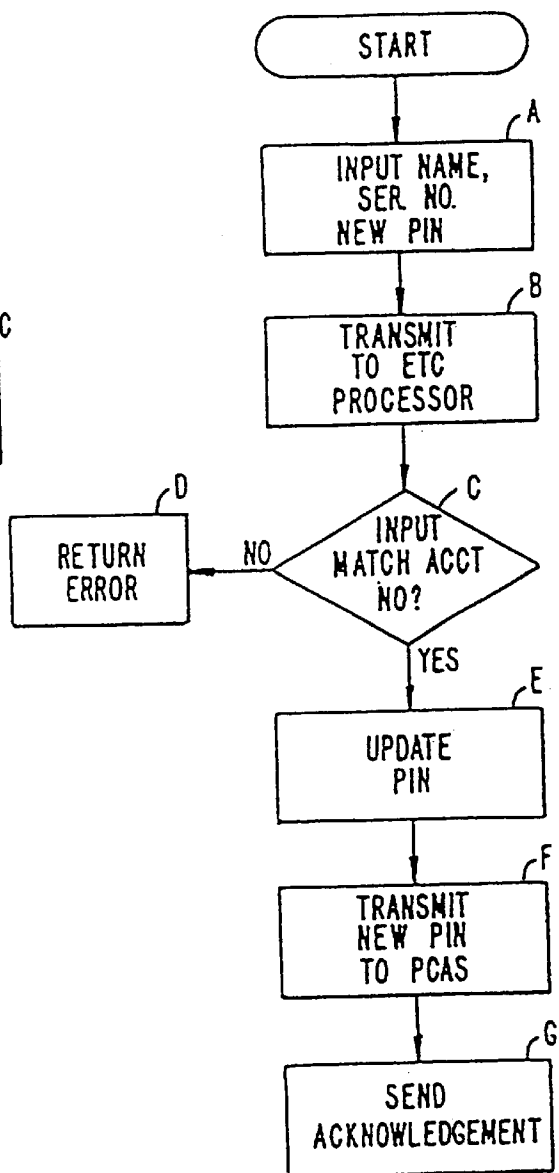 START
A
INPUT NAME,
SER. NO.
NEW PIN
B
TRANSMIT
TO ETC
PROCESSOR
C
C
INPUT
MATCH ACCT
NO?
NO
D
RETURN
ERROR
YES
E
UPDATE
PIN
F
TRANSMIT
NEW PIN
TO PCAS
G
SEND
ACKNOWLEDGEMENT